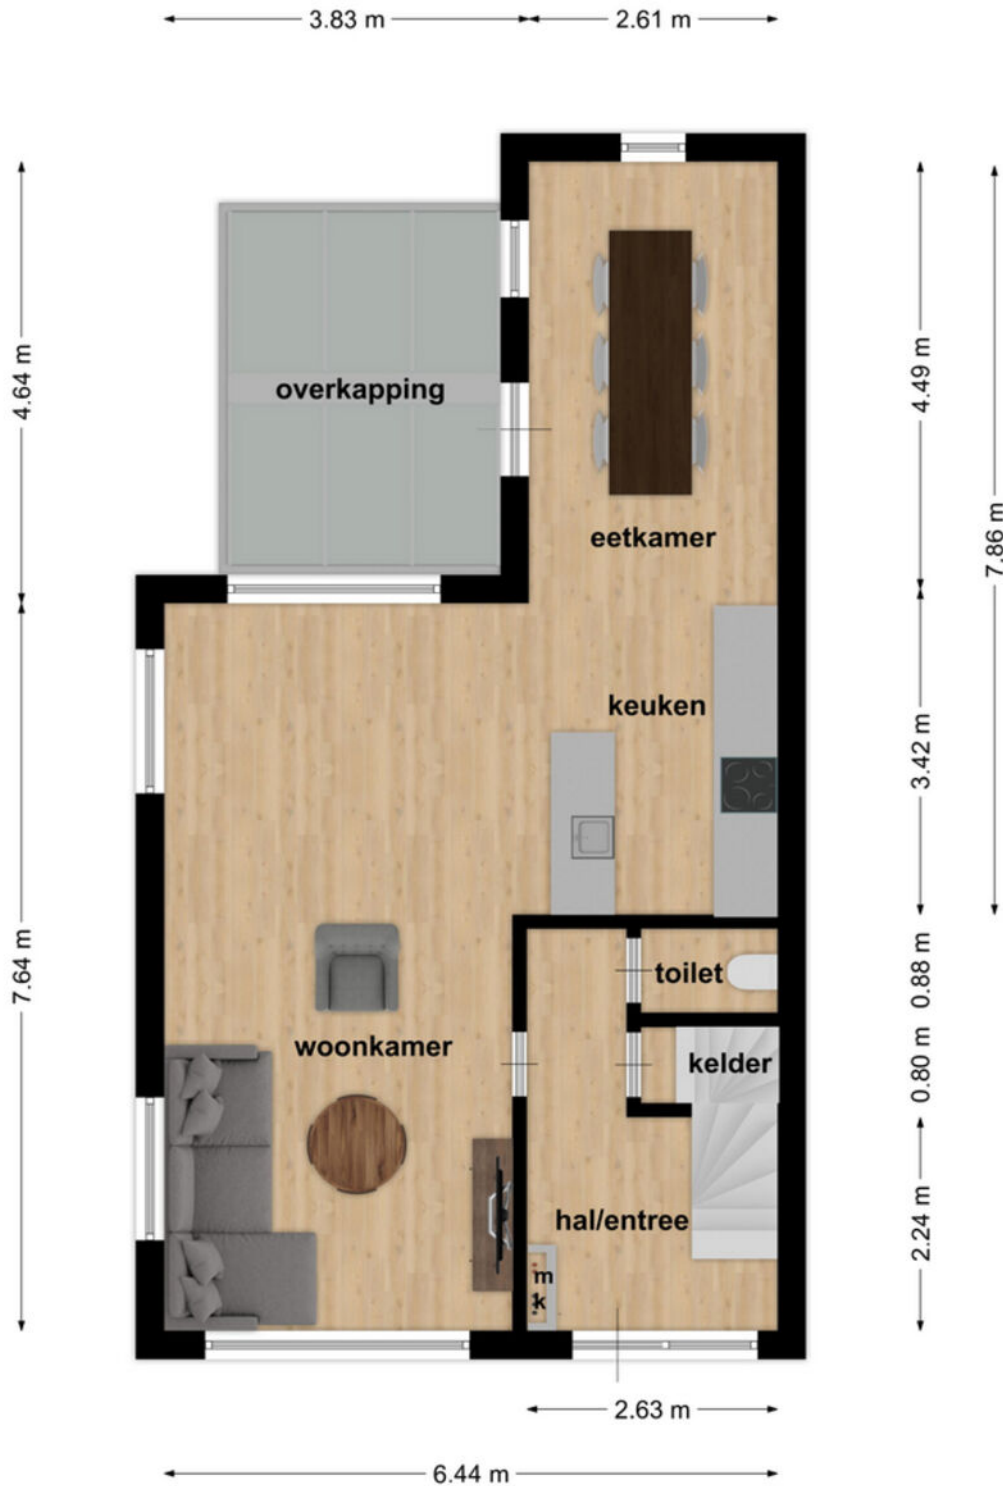 3.83 m
2.61 m
4.64 m
overkapping
4.49 m
7.86 m
eetkamer
keuken
3.42 m
7.64 m
0.88 m
toilet
woonkamer
0.80 m
kelder
hal/entree
2.24 m
m
k
2.63 m
6.44 m